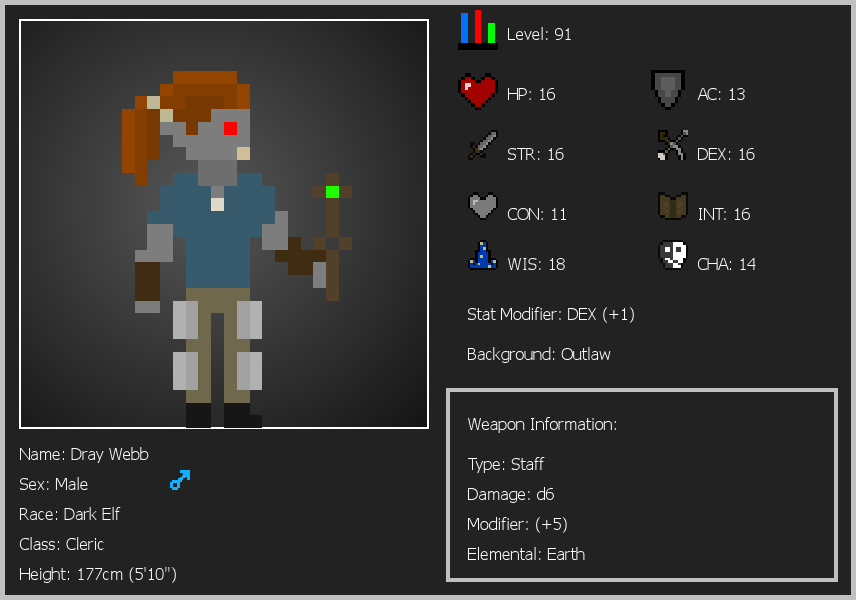 Level: 91
HP: 16
AC: 13
STR: 16
DEX: 16
CON: 11
INT: 16
WIS: 18
CHA: 14
Stat Modifier: DEX (+1)
Background: Outlaw
Weapon Information:
Type: Staff
Damage: d6
Modifier: (+5)
Elemental: Earth
Name: Dray Webb
Sex: Male
Race: Dark Elf
Class: Cleric
Height: 177cm (5'10")